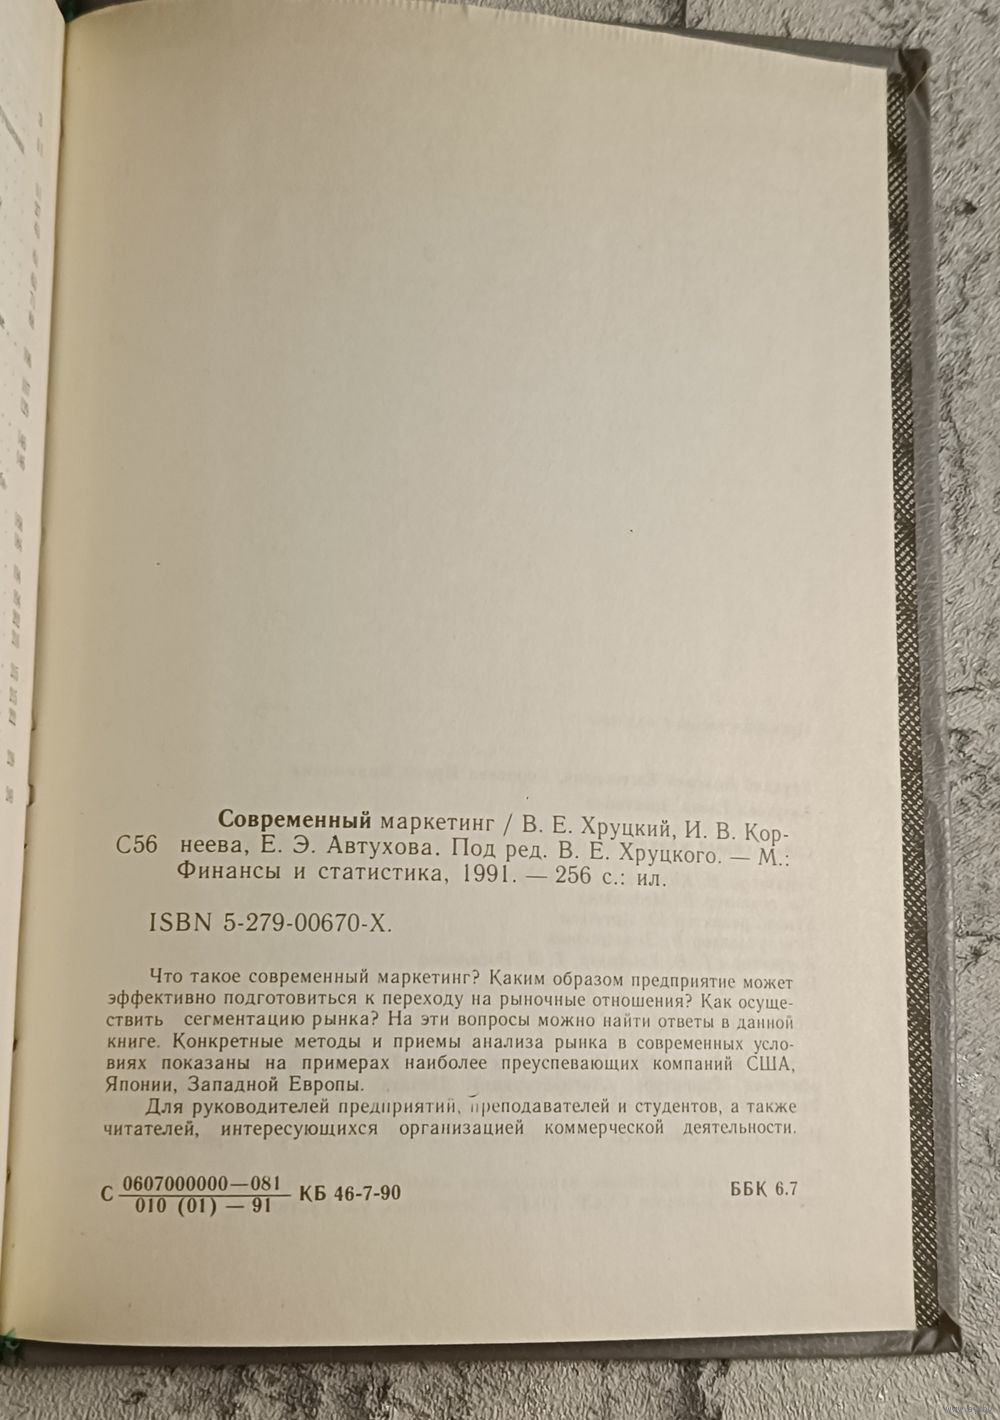 Современный маркетинг / В. Е. Хруцкий, И. В. Кор-
С56 неева, Е. Э. Автухова. Под ред. В. Е. Хруцкого. — М.:
Финансы и статистика, 1991. — 256 с.: ил.
ISBN 5-279-00670-X.
Что такое современный маркетинг? Каким образом предприятие может
эффективно подготовиться к переходу на рыночные отношения? Как осуще-
ствить сегментацию рынка? На эти вопросы можно найти ответы в данной
книге. Конкретные методы и приемы анализа рынка в современных усло-
виях показаны на примерах наиболее преуспевающих компаний США,
Японии, Западной Европы.
Для руководителей предприятий, преподавателей и студентов, а также
читателей, интересующихся организацией коммерческой деятельности.
0607000000—081
С КБ 46-7-90 ББК 6.7
010 (01) — 91